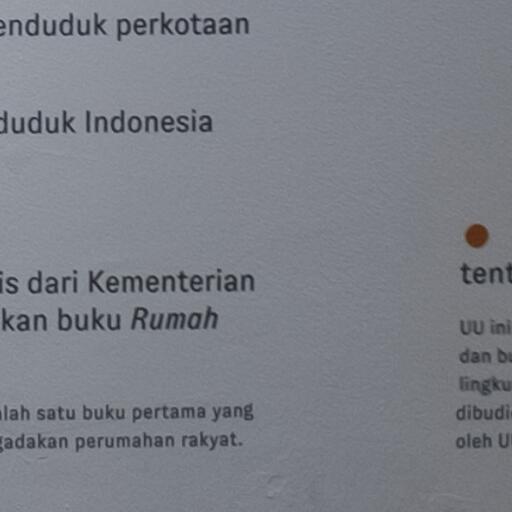 enduduk perkotaan
duduk Indonesia
is dari Kementerian
kan buku Rumah
alah satu buku pertama yang
gadakan perumahan rakyat.
tent
UU ini
dan bu
lingku
dibudi
oleh U